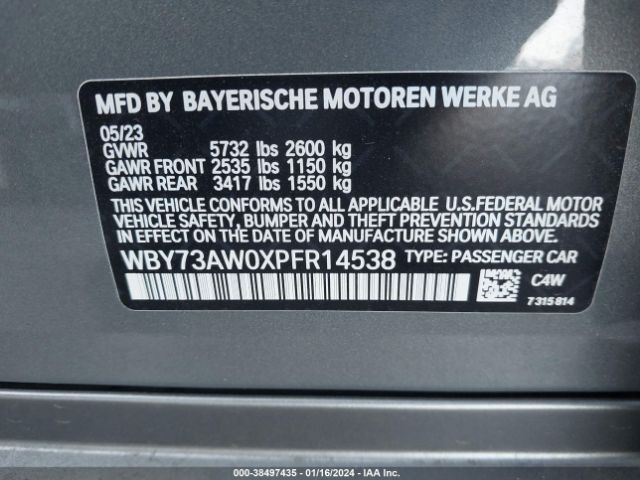 MFD BY BAYERISCHE MOTOREN WERKE AG
05/23
GVWR 5732 lbs 2600 kg
GAWR FRONT 2535 lbs 1150 kg
GAWR REAR 3417 lbs 1550 kg
THIS VEHICLE CONFORMS TO ALL APPLICABLE U.S.FEDERAL MOTOR
VEHICLE SAFETY, BUMPER AND THEFT PREVENTION STANDARDS
IN EFFECT ON THE DATE OF MANUFACTURE SHOWN ABOVE.
WBY73AW0XPFR14538 TYPE: PASSENGER CAR
C4W
7315814
© 38497435 - 01/16/2024 - IAA Inc.